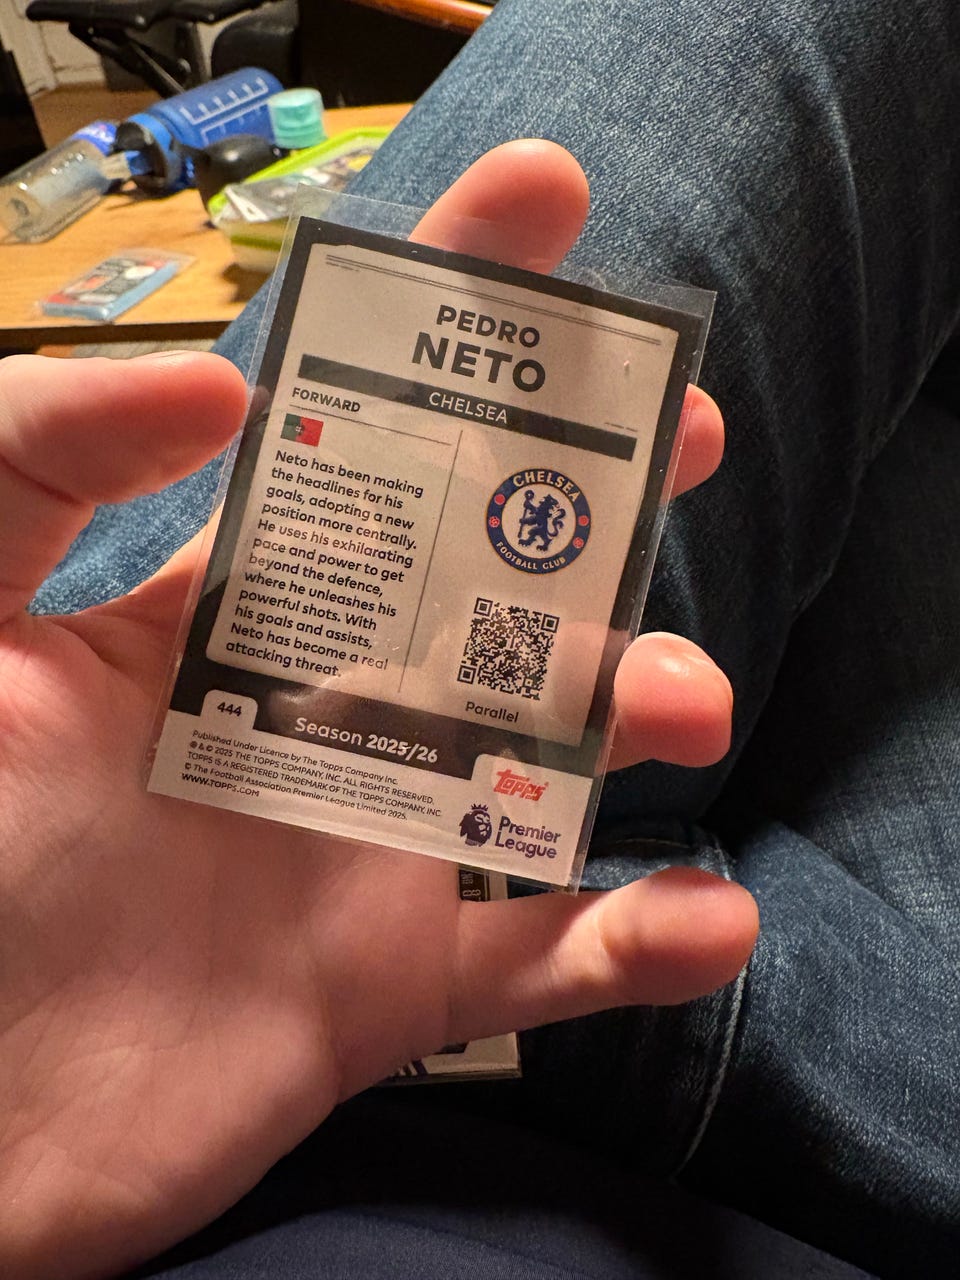 PEDRO
NETO
CHELSEA
FORWARD
Neto has been making
the headlines for his
goals, adopting a new
position more centrally.
He uses his exhilarating
pace and power to get
beyond the defence,
where he unleashes his
powerful shots. With
his goals and assists,
Neto has become a real
attacking threat.
CHELSEA
FOOTBALL CLUB
Parallel
444
Season 2025/26
Published Under Licence by The Topps Company Inc.
® & © 2025 THE TOPPS COMPANY, INC. ALL RIGHTS RESERVED.
TOPPS IS A REGISTERED TRADEMARK OF THE TOPPS COMPANY, INC.
© The Football Association Premier League Limited 2025.
WWW.TOPPS.COM
topps
Premier
League